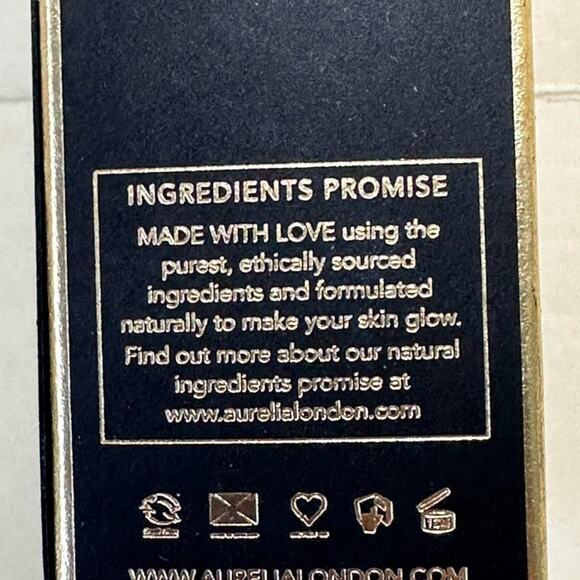 INGREDIENTS PROMISE
MADE WITH LOVE using the
purest, ethically sourced
ingredients and formulated
naturally to make your skin glow.
Find out more about our natural
ingredients promise at
www.aurelialondon.com
WWW.AURELIALONDON.COM